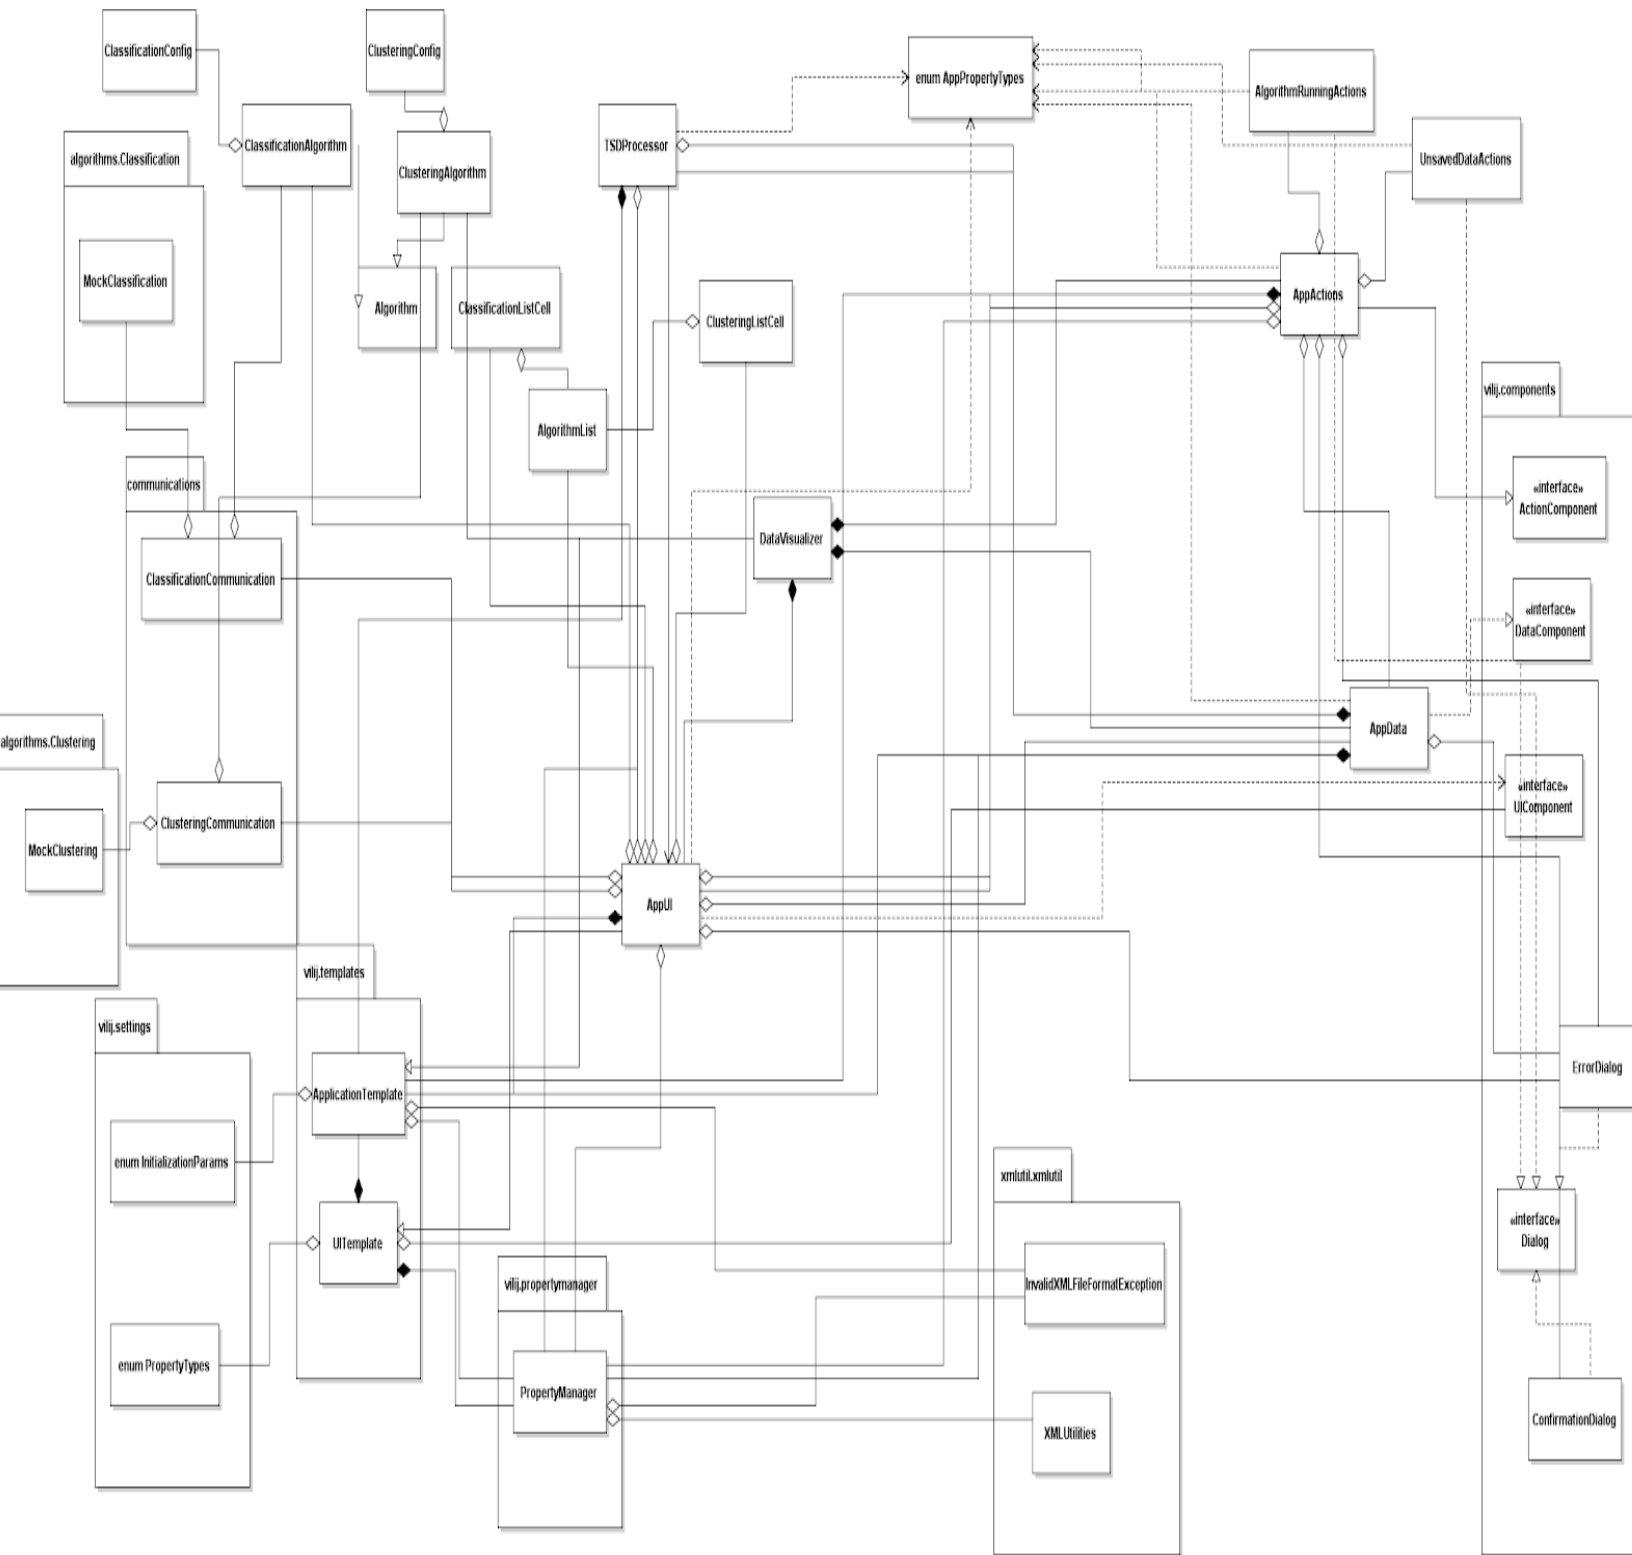 ClassificationConfig
ClusteringConfig
enum AppPropertyTypes
AlgorithmRunningActions
algorithms.Classification
ClassificationAlgorithm
ClusteringAlgorithm
TSDProcessor
UnsavedDataActions
MockClassification
Algorithm
ClassificationListCell
ClusteringListCell
AppActions
vilij.components
AlgorithmList
communications
«interface»
ActionComponent
DataVisualizer
ClassificationCommunication
«interface»
DataComponent
algorithms.Clustering
AppData
«interface»
UIComponent
MockClustering
ClusteringCommunication
AppUI
vilij.templates
vilij.settings
ApplicationTemplate
ErrorDialog
enum InitializationParams
xmlutil.xmlutil
UITemplate
«interface»
Dialog
vilij.propertymanager
InvalidXMLFileFormatException
enum PropertyTypes
PropertyManager
XMLUtilities
ConfirmationDialog